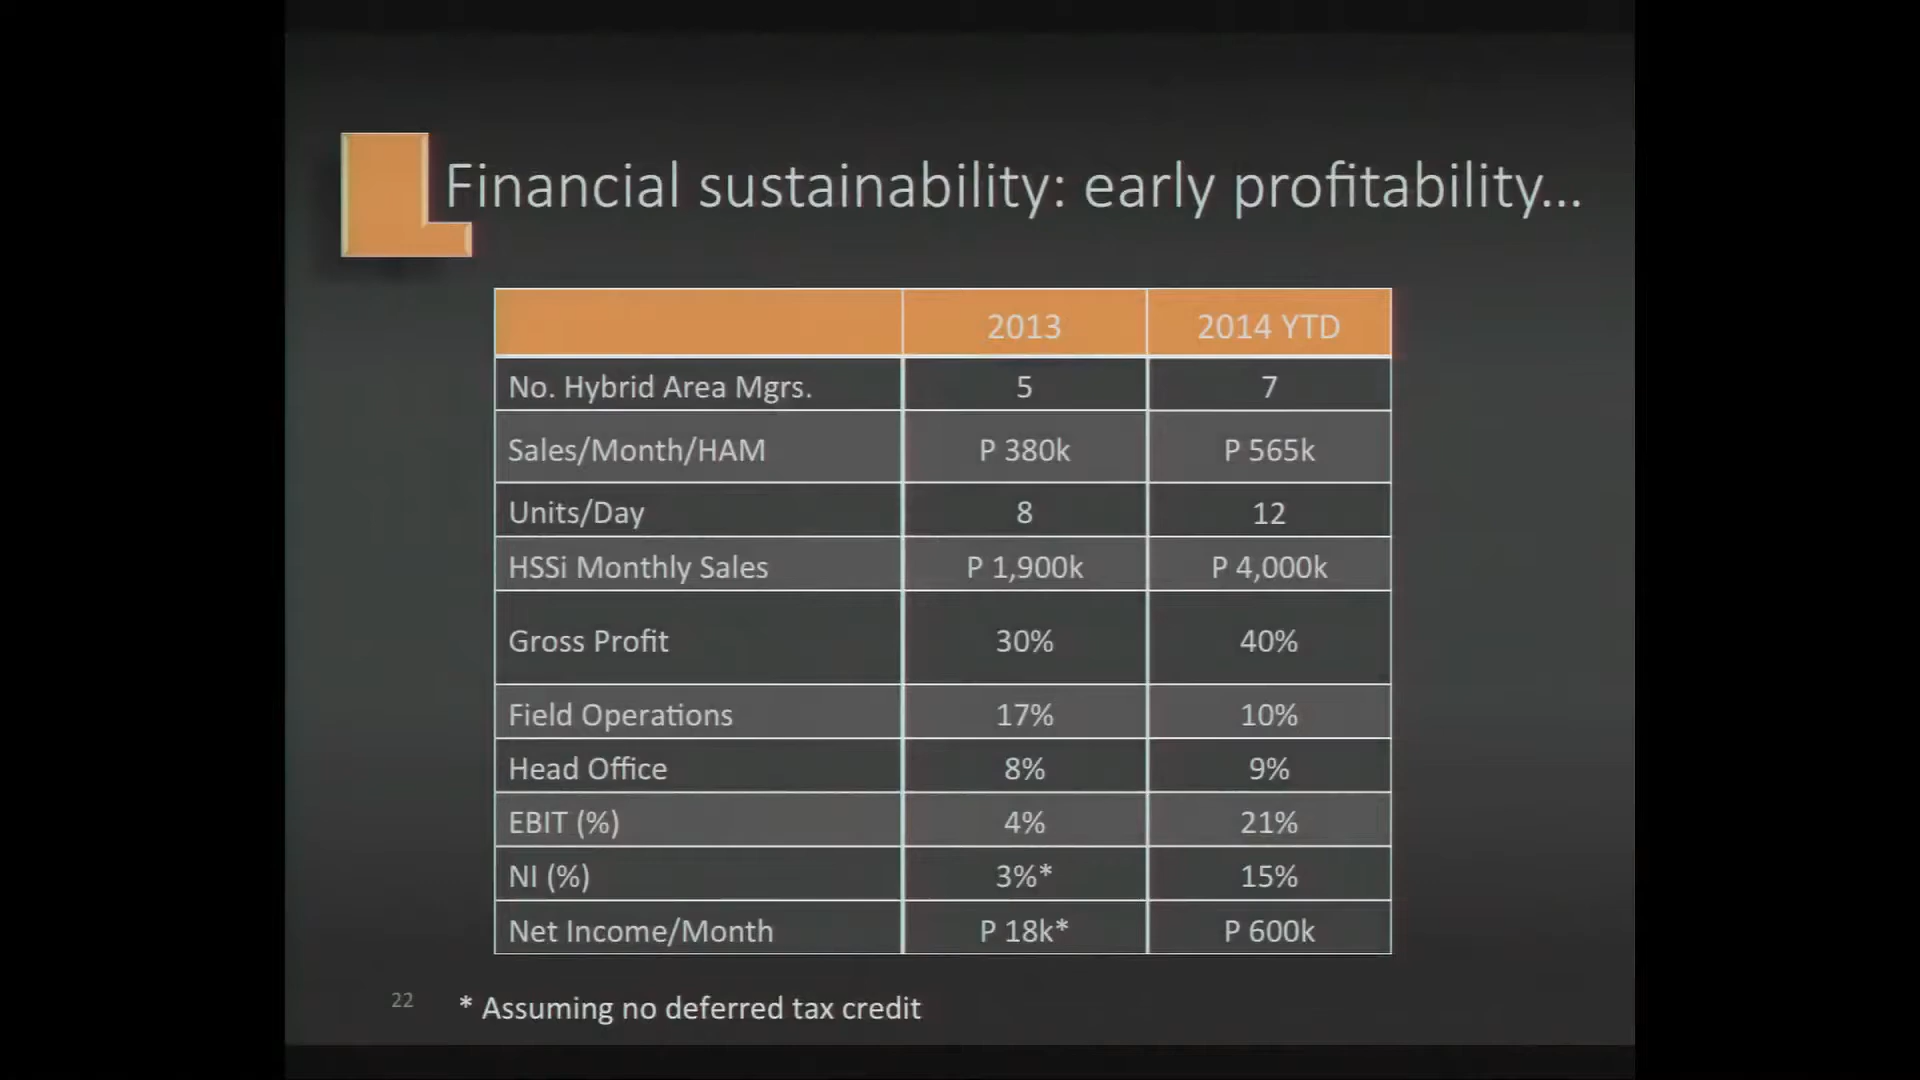 Financial sustainability: early profitability...
2013 2014 YTD
No. Hybrid Area Mgrs. 5 7
Sales/Month/HAM P 380k P 565k
Units/Day 8 12
HSSi Monthly Sales P 1,900k P 4,000k
Gross Profit 30% 40%
Field Operations 17% 10%
Head Office 8% 9%
EBIT (%) 4% 21%
NI (%) 3%* 15%
Net Income/Month P 18k* P 600k
22 * Assuming no deferred tax credit